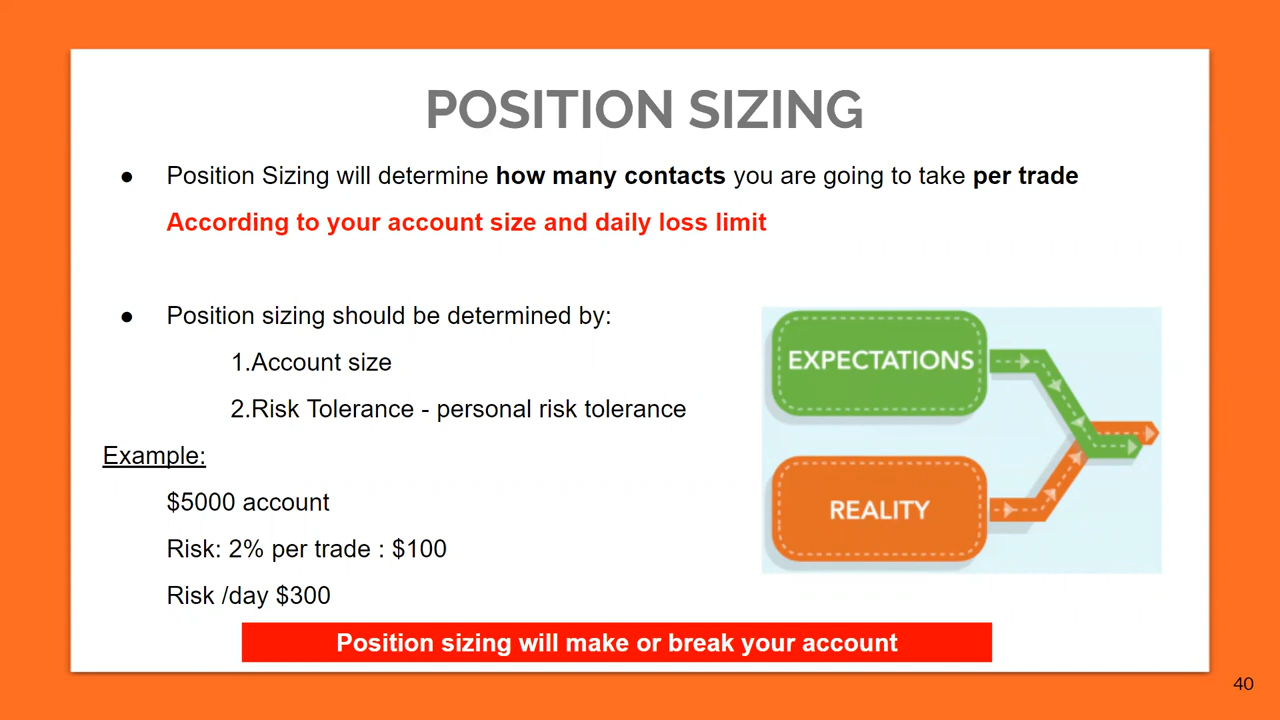 POSITION SIZING
● Position Sizing will determine how many contacts you are going to take per trade
According to your account size and daily loss limit
● Position sizing should be determined by:
1.Account size
2.Risk Tolerance - personal risk tolerance
Example:
$5000 account
Risk: 2% per trade : $100
Risk /day $300
EXPECTATIONS
REALITY
Position sizing will make or break your account
40